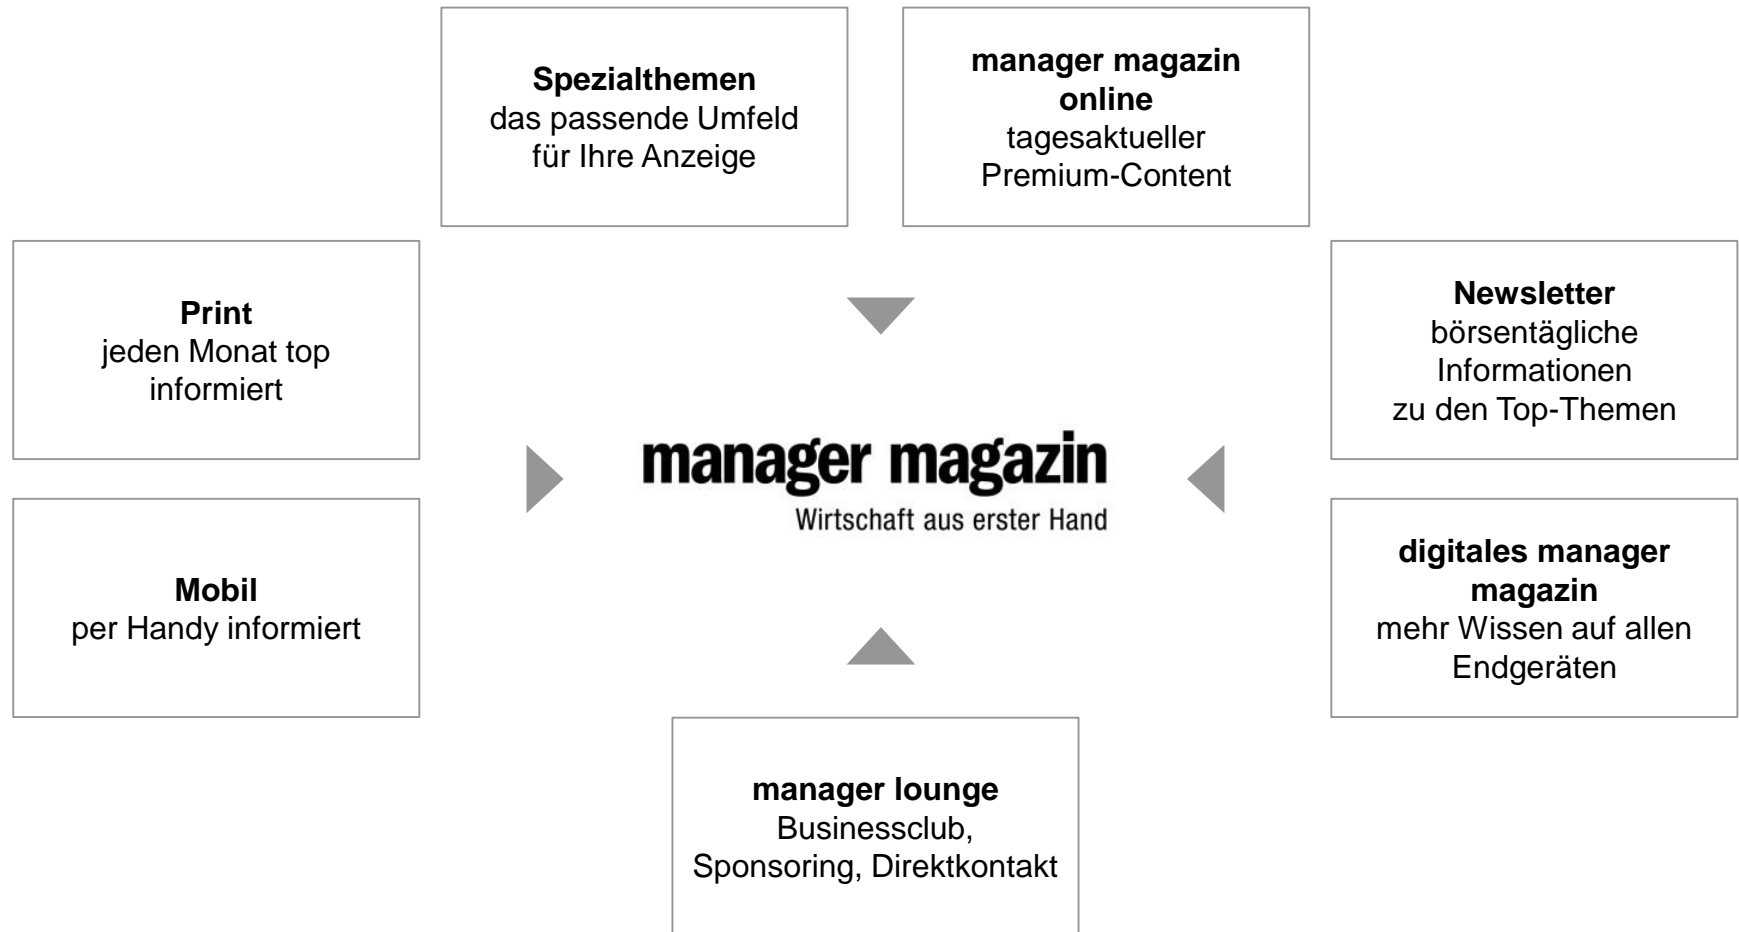 Spezialthemen
das passende Umfeld
für Ihre Anzeige
manager magazin
online
tagesaktueller
Premium-Content
Print
jeden Monat top
informiert
Newsletter
börsentägliche
Informationen
zu den Top-Themen
manager magazin
Wirtschaft aus erster Hand
Mobil
per Handy informiert
digitales manager
magazin
mehr Wissen auf allen
Endgeräten
manager lounge
Businessclub,
Sponsoring, Direktkontakt